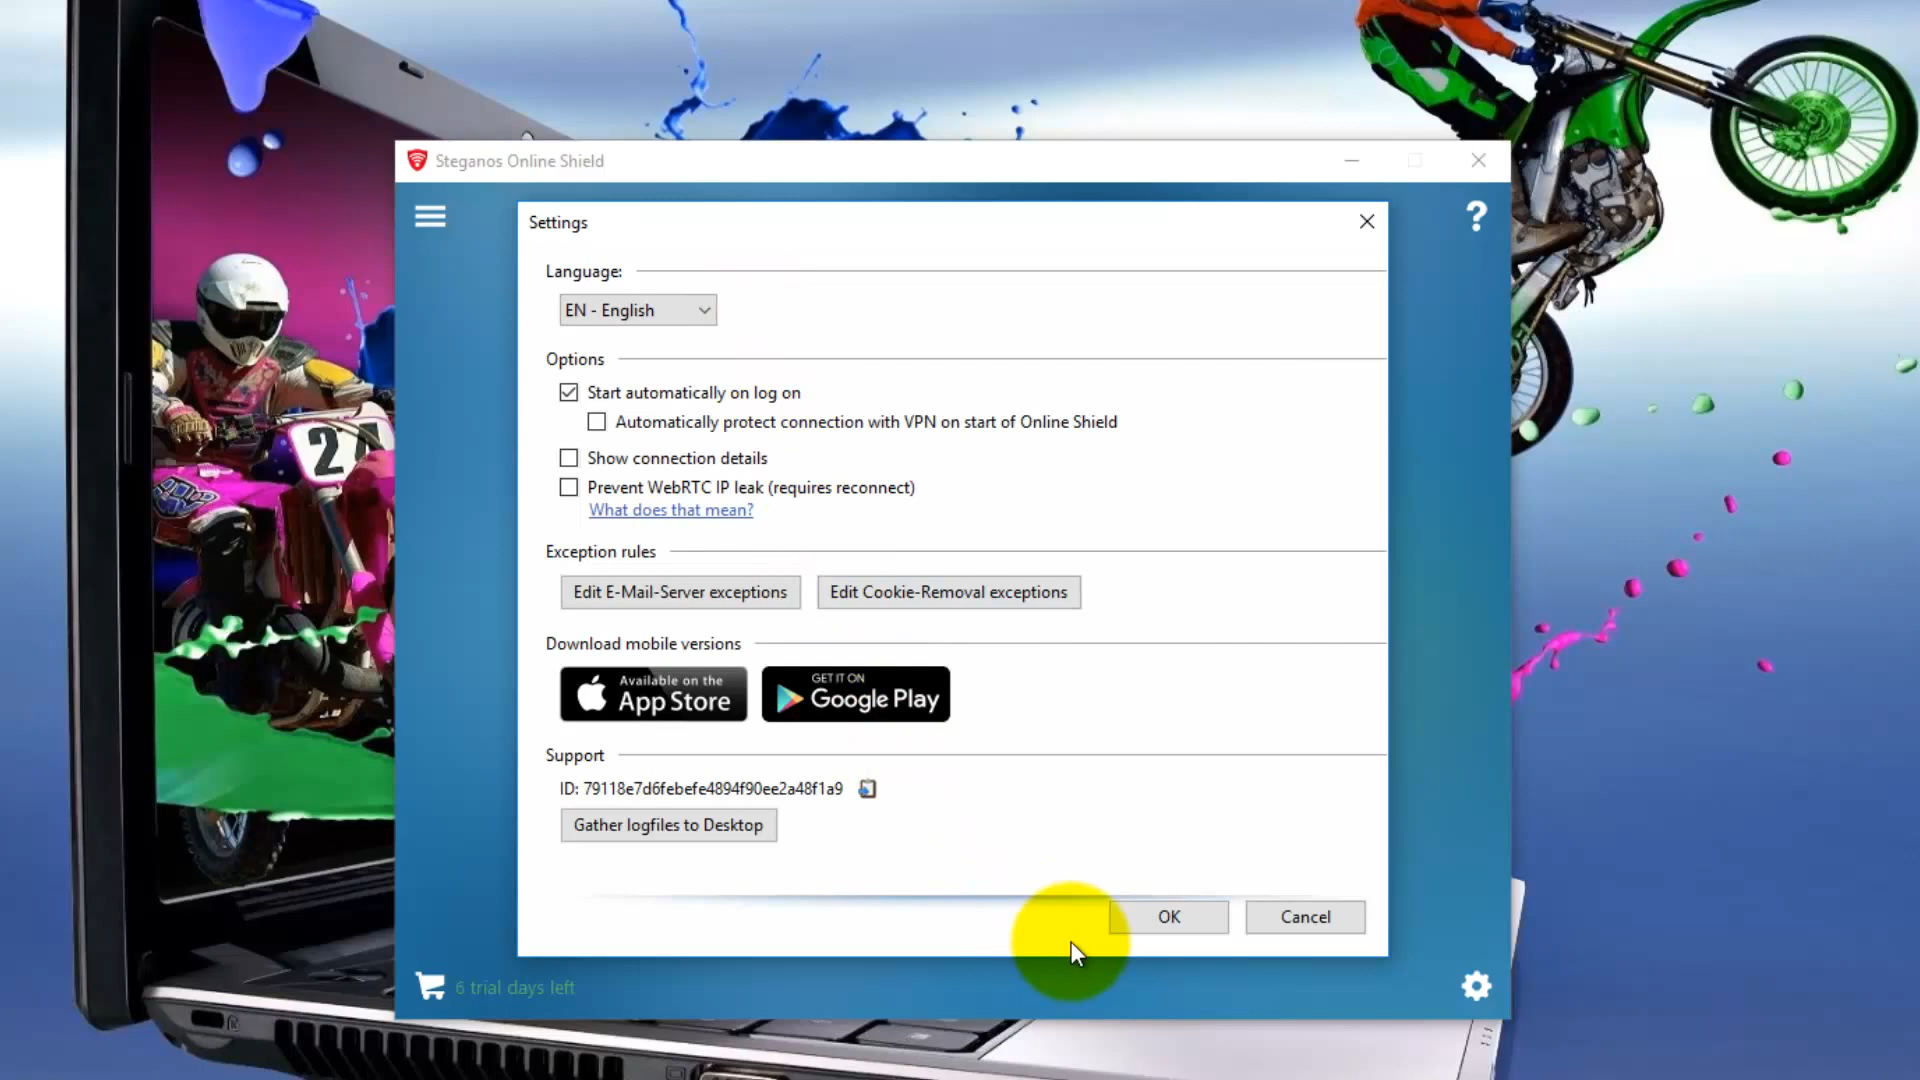 Steganos Online Shield
?
Settings
Language:
EN - English
Options
Start automatically on log on
Automatically protect connection with VPN on start of Online Shield
Show connection details
Prevent WebRTC IP leak (requires reconnect)
What does that mean?
Exception rules
Edit E-Mail-Server exceptions
Edit Cookie-Removal exceptions
Download mobile versions
Available on the
App Store
GET IT ON
Google Play
Support
ID: 79118e7d6febefe4894f90ee2a48f1a9
Gather logfiles to Desktop
OK
Cancel
6 trial days left